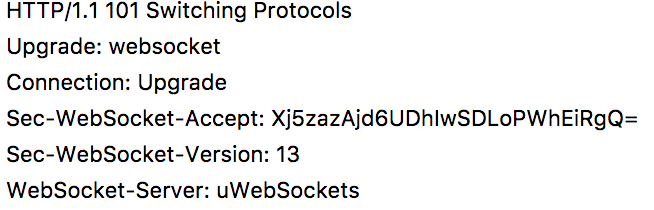 HTTP/1.1 101 Switching Protocols
Upgrade: websocket
Connection: Upgrade
Sec-WebSocket-Accept: Xj5zazAjd6UDhIwSDLoPWhEiRgQ=
Sec-WebSocket-Version: 13
WebSocket-Server: uWebSockets